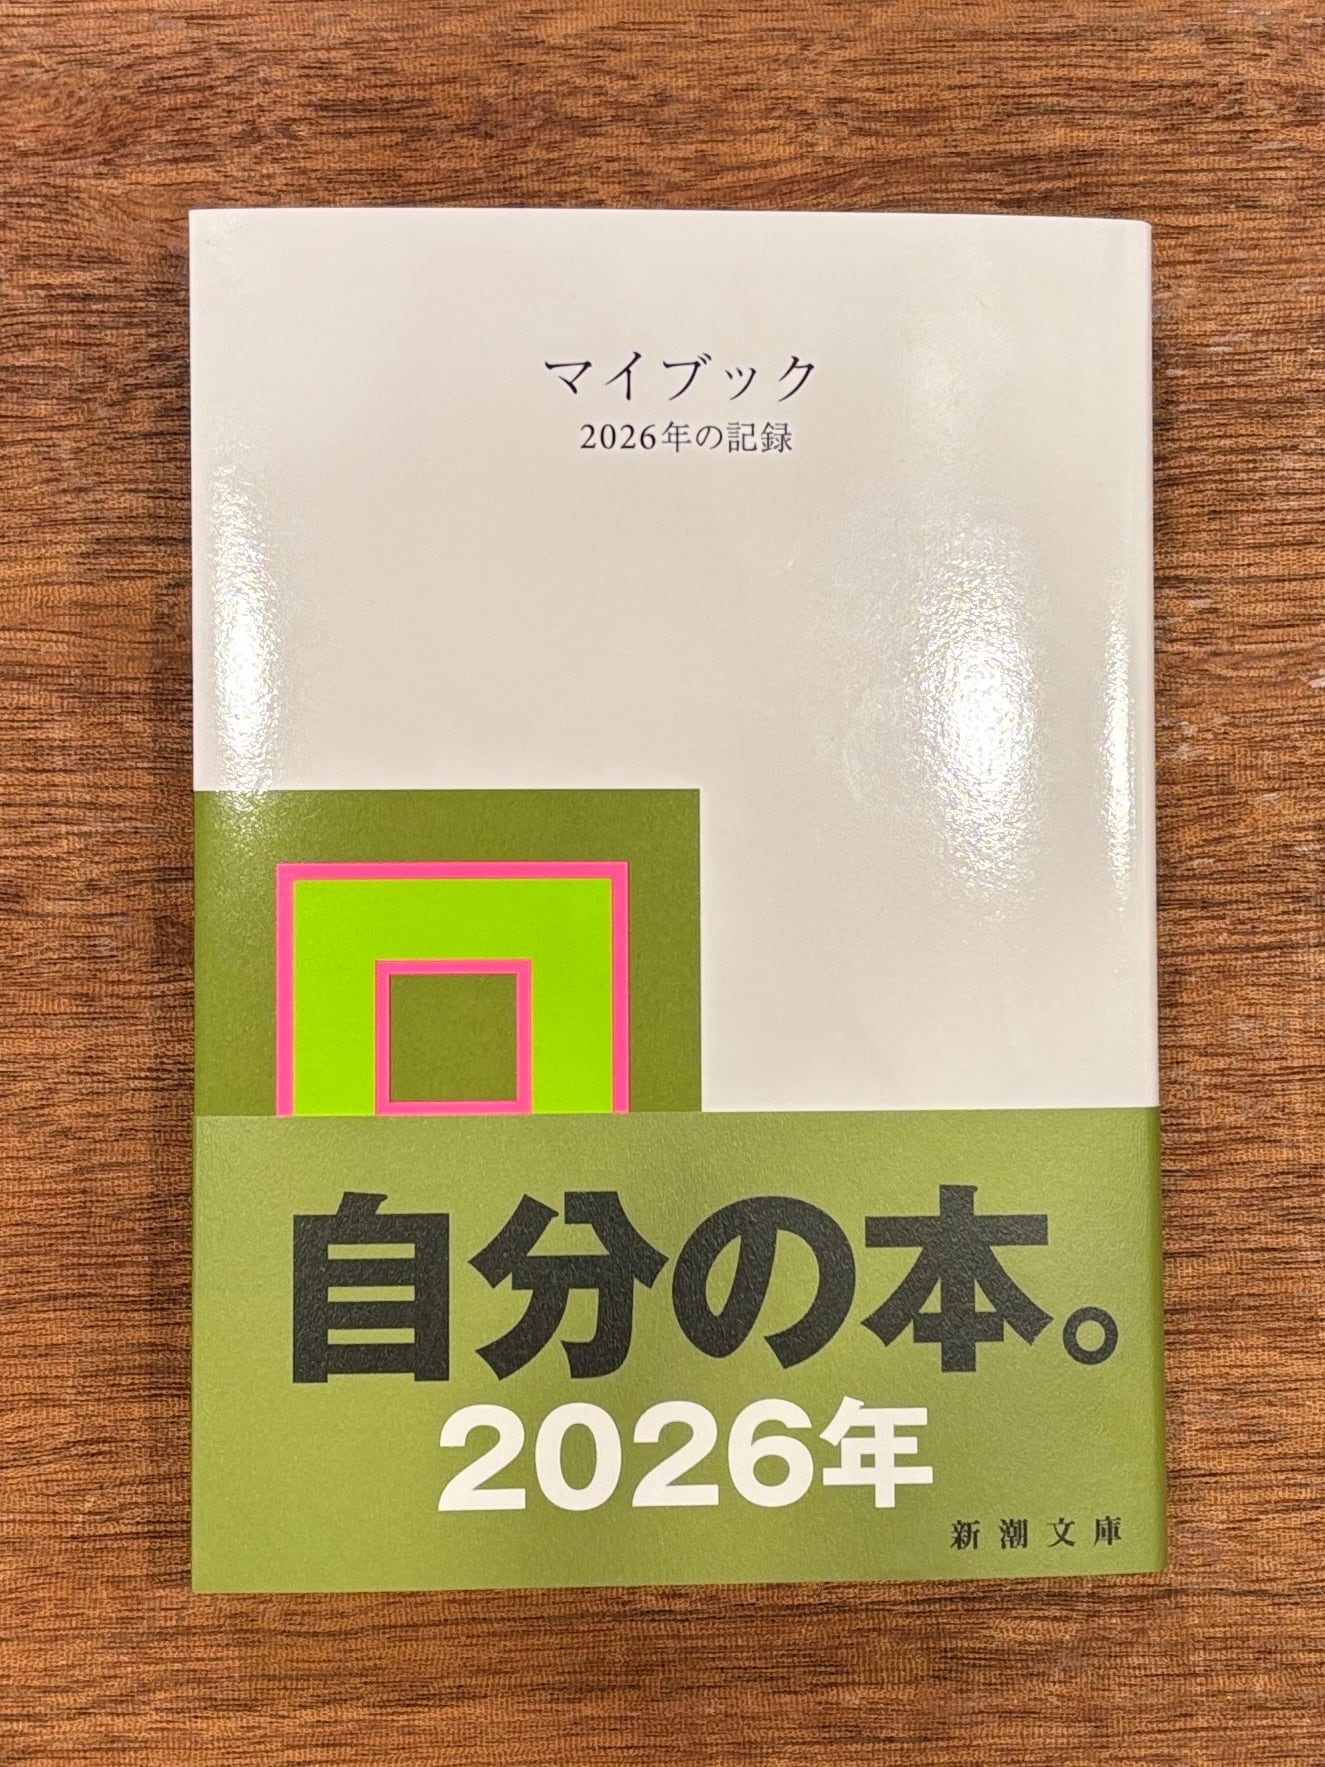 マイブック
2026年の記録
自分の本。
2026年
新潮文庫